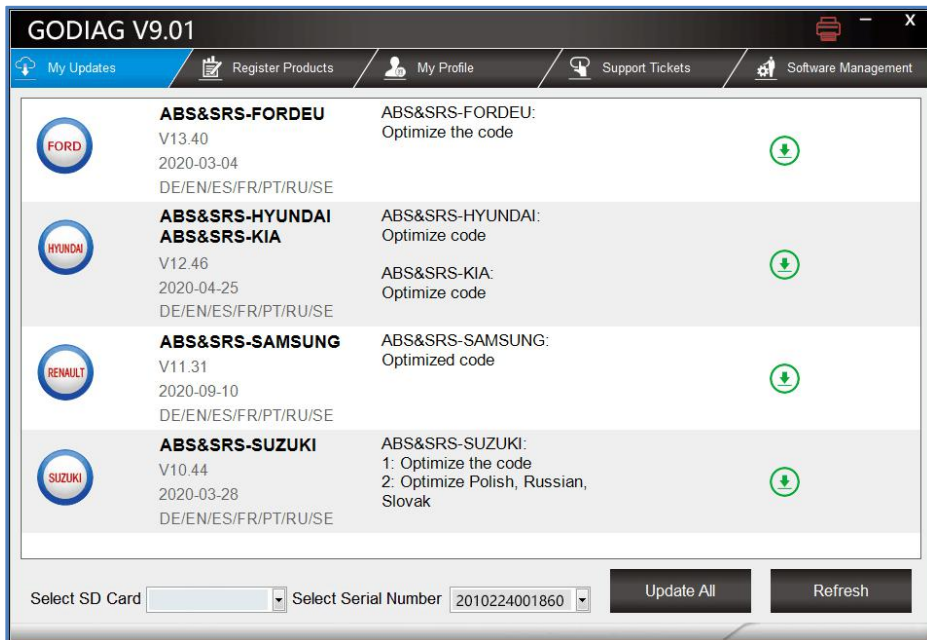 GODIAG V9.01
X
My Updates
Register Products
My Profile
Support Tickets
Software Management
FORD
ABS&SRS-FORDEU
V13.40
2020-03-04
DE/EN/ES/FR/PT/RU/SE
ABS&SRS-FORDEU:
Optimize the code
HYUNDAI
ABS&SRS-HYUNDAI
ABS&SRS-KIA
V12.46
2020-04-25
DE/EN/ES/FR/PT/RU/SE
ABS&SRS-HYUNDAI:
Optimize code
ABS&SRS-KIA:
Optimize code
RENAULT
ABS&SRS-SAMSUNG
V11.31
2020-09-10
DE/EN/ES/FR/PT/RU/SE
ABS&SRS-SAMSUNG:
Optimized code
SUZUKI
ABS&SRS-SUZUKI
V10.44
2020-03-28
DE/EN/ES/FR/PT/RU/SE
ABS&SRS-SUZUKI:
1: Optimize the code
2: Optimize Polish, Russian,
Slovak
Select SD Card
Select Serial Number
2010224001860
Update All
Refresh